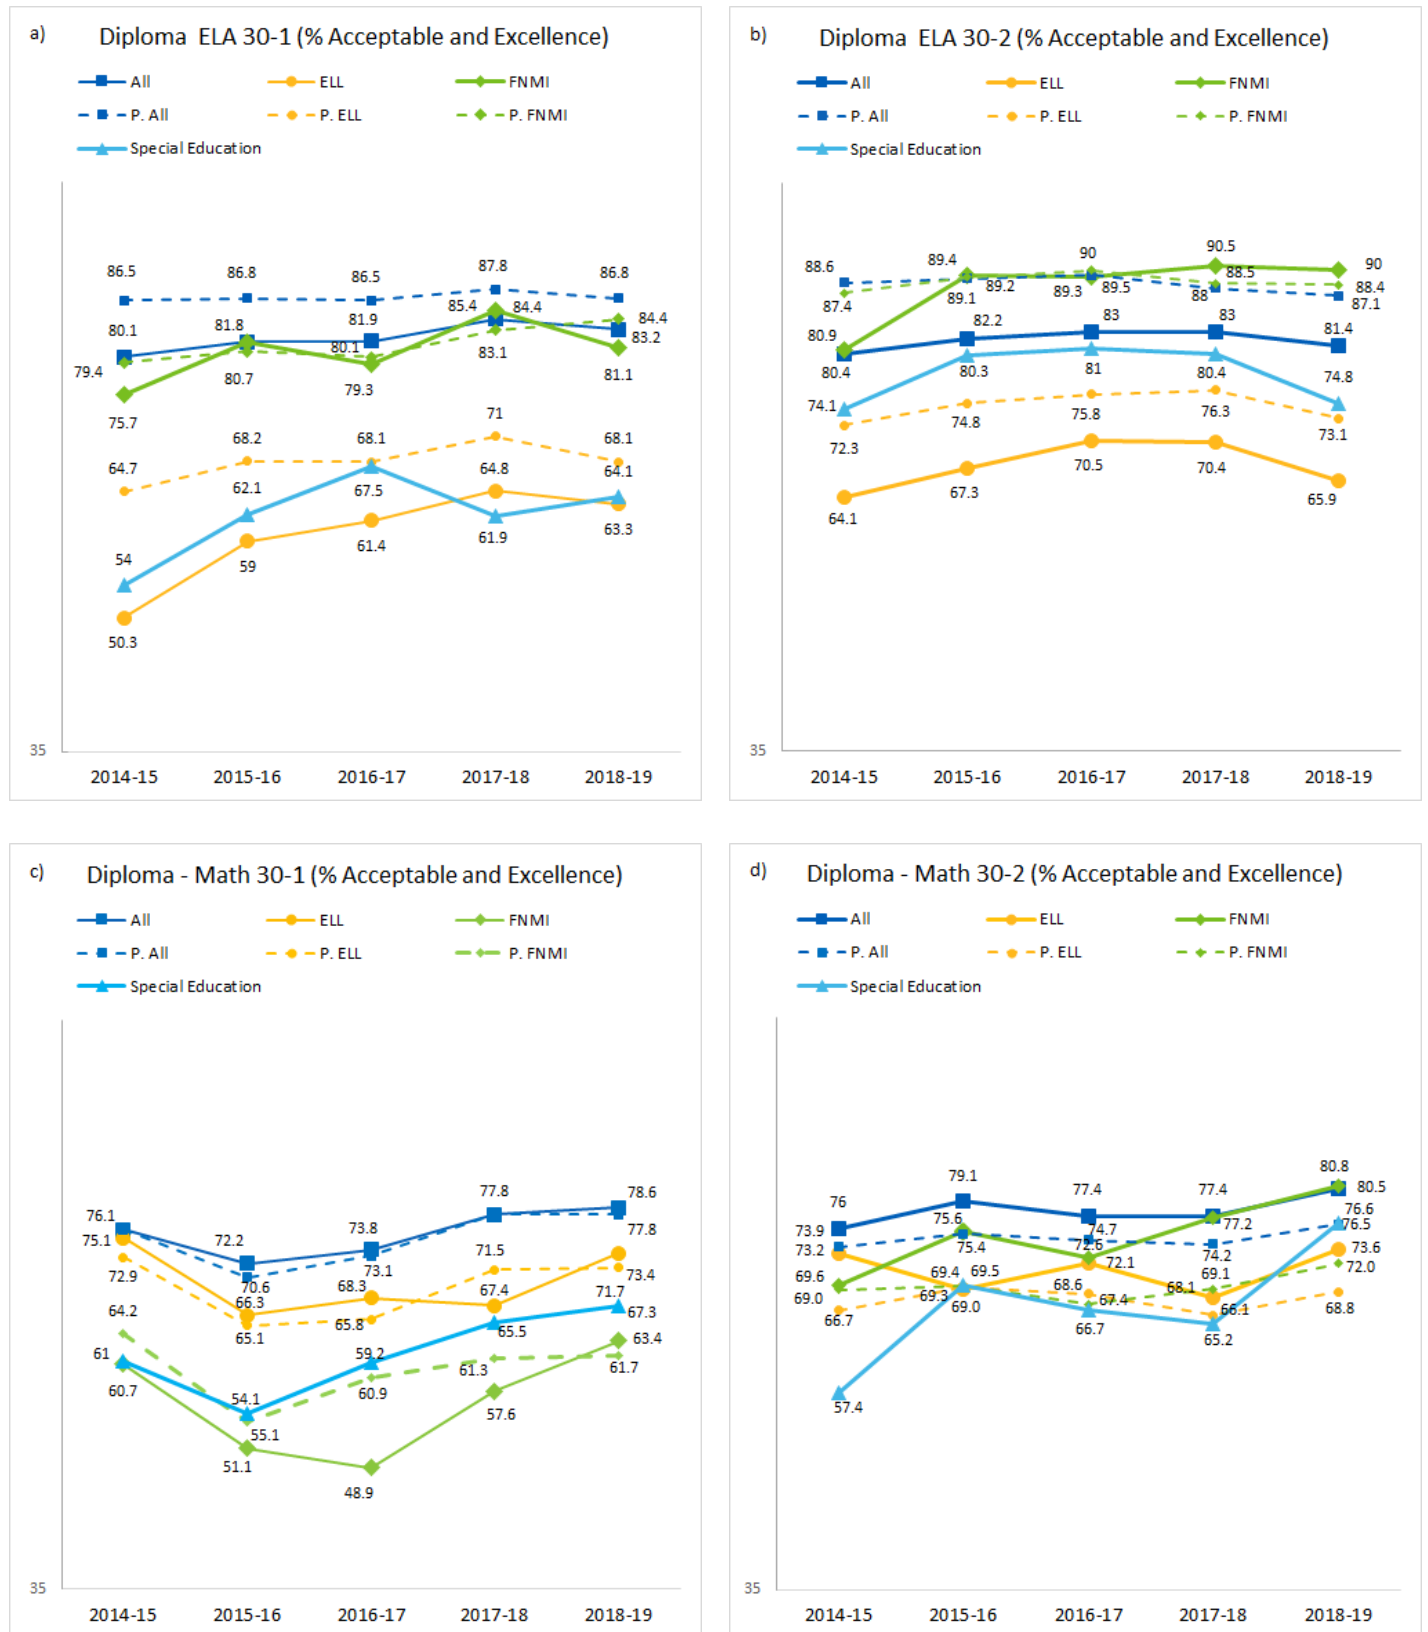 a) Diploma ELA 30-1 (% Acceptable and Excellence)
All ELL FNMI
P. All P. ELL P. FNMI
Special Education
86.5 86.8 86.5 87.8 86.8
80.1 81.8 81.9 85.4 84.4 84.4
79.4 80.7 80.1 83.1 83.2
75.7 79.3 81.1
64.7 68.2 68.1 71 68.1
54 62.1 67.5 64.8 64.1
50.3 59 61.4 61.9 63.3
35
2014-15 2015-16 2016-17 2017-18 2018-19
b) Diploma ELA 30-2 (% Acceptable and Excellence)
All ELL FNMI
P. All P. ELL P. FNMI
Special Education
88.6 89.4 90 90.5 90
87.4 89.1 89.2 89.3 89.5 88 88.5 88.4
87.1
80.9 82.2 83 83 81.4
80.4 80.3 81 80.4 74.8
74.1 74.8 75.8 76.3 73.1
72.3
64.1 67.3 70.5 70.4 65.9
35
2014-15 2015-16 2016-17 2017-18 2018-19
c) Diploma - Math 30-1 (% Acceptable and Excellence)
All ELL FNMI
P. All P. ELL P. FNMI
Special Education
76.1 72.2 73.8 77.8 78.6
75.1 70.6 73.1 71.5 77.8
72.9 66.3 68.3 67.4 73.4
64.2 65.1 65.8 65.5 71.7
67.3
61 54.1 59.2 61.3 63.4
60.7 55.1 60.9 57.6 61.7
51.1 48.9
35
2014-15 2015-16 2016-17 2017-18 2018-19
d) Diploma - Math 30-2 (% Acceptable and Excellence)
All ELL FNMI
P. All P. ELL P. FNMI
Special Education
76 79.1 77.4 77.4 80.8
80.5
73.9 75.6 74.7 77.2 76.6
73.2 75.4 72.6 74.2 76.5
69.6 69.4 69.5 72.1 69.1 73.6
69.0 69.3 68.6 68.1 72.0
66.7 69.0 67.4 66.1 68.8
66.7 65.2
57.4
35
2014-15 2015-16 2016-17 2017-18 2018-19